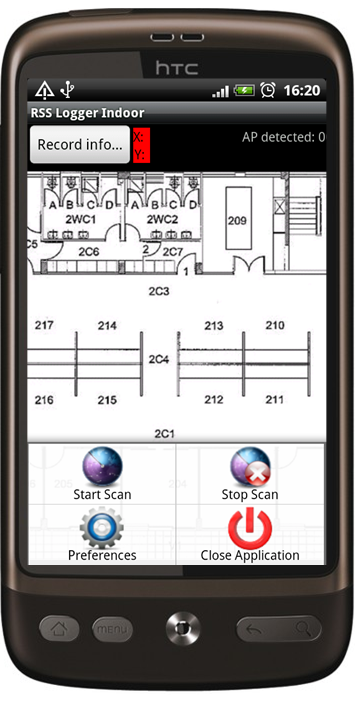 htc
16:20
RSS Logger Indoor
Record info...
X:
Y:
AP detected: 0
A B C D A B C D
2WC1 2WC2 209
C5 2C6 2 2C7
1
2C3
217 214 213 210
2C4
216 215 212 211
2C1
Start Scan Stop Scan
Preferences Close Application
MENU